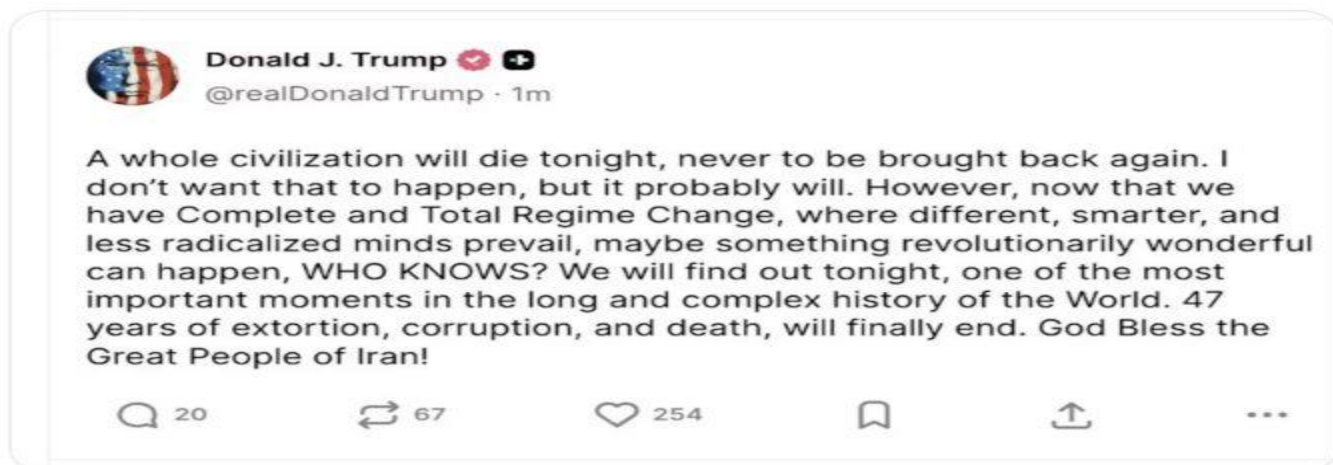 Donald J. Trump
@realDonaldTrump · 1m
A whole civilization will die tonight, never to be brought back again. I
don’t want that to happen, but it probably will. However, now that we
have Complete and Total Regime Change, where different, smarter, and
less radicalized minds prevail, maybe something revolutionarily wonderful
can happen, WHO KNOWS? We will find out tonight, one of the most
important moments in the long and complex history of the World. 47
years of extortion, corruption, and death, will finally end. God Bless the
Great People of Iran!
20 67 254